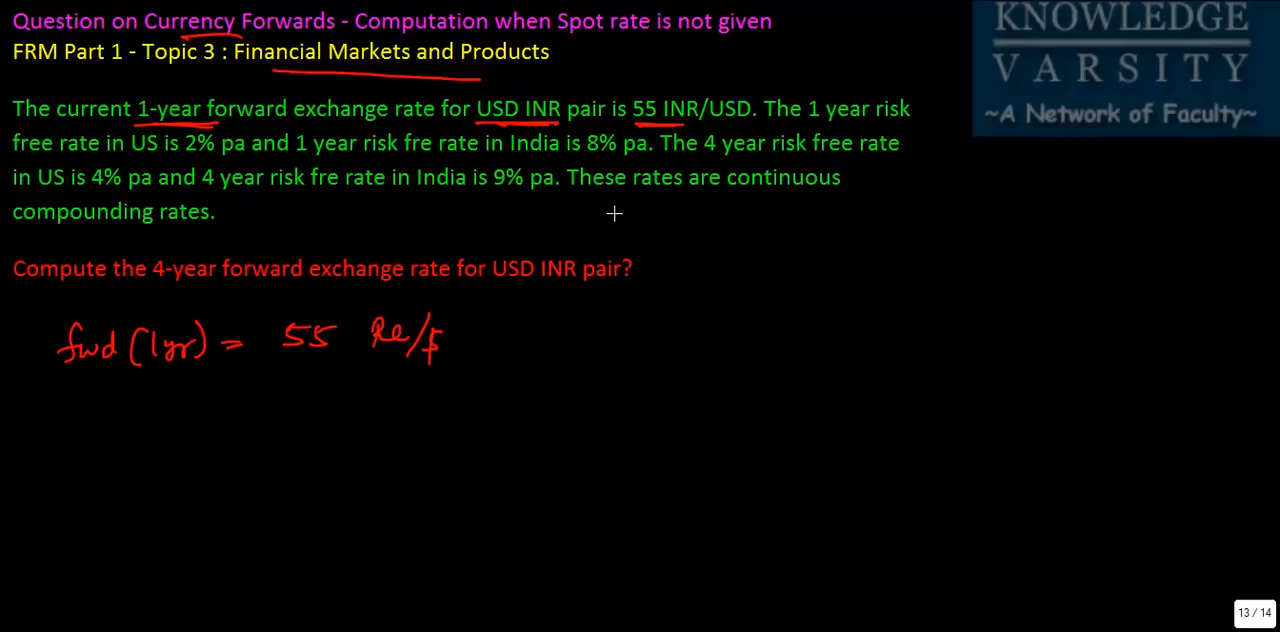 Question on Currency Forwards - Computation when Spot rate is not given
FRM Part 1 - Topic 3 : Financial Markets and Products
KNOWLEDGE
VARSITY
~A Network of Faculty~
The current 1-year forward exchange rate for USD INR pair is 55 INR/USD. The 1 year risk
free rate in US is 2% pa and 1 year risk fre rate in India is 8% pa. The 4 year risk free rate
in US is 4% pa and 4 year risk fre rate in India is 9% pa. These rates are continuous
compounding rates.
Compute the 4-year forward exchange rate for USD INR pair?
fwd (1yr) = 55 Re/$
13 / 14